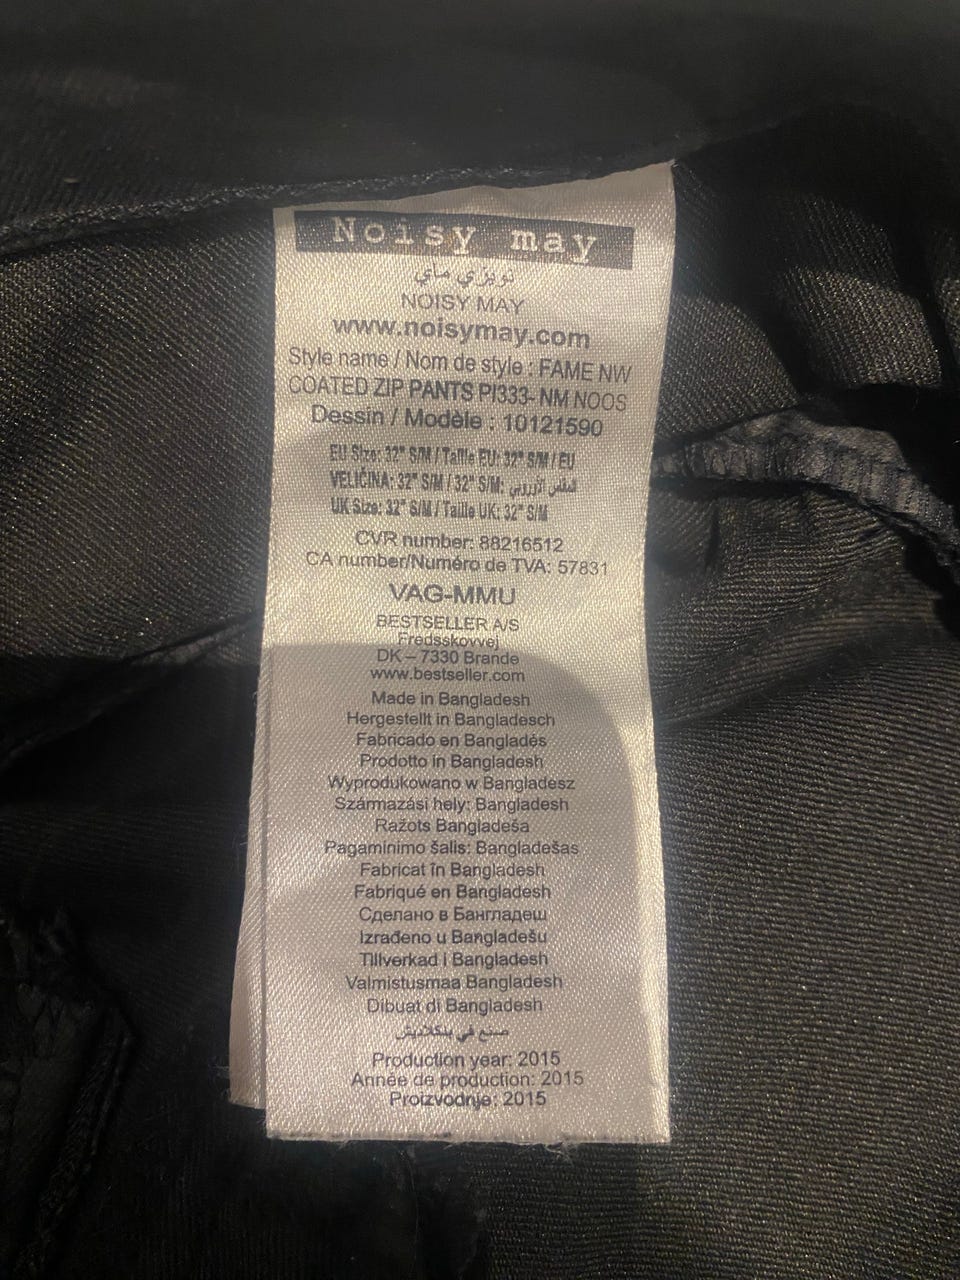 Noisy may
نويزي ماي
NOISY MAY
www.noisymay.com
Style name / Nom de style : FAME NW
COATED ZIP PANTS PI333- NM NOOS
Dessin / Modèle : 10121590
EU Size: 32" S/M / Taille EU: 32" S/M / EU
VELIČINA: 32" S/M / 32" S/M: المقاس الأوروبي
UK Size: 32" S/M / Taille UK: 32" S/M
CVR number: 88216512
CA number/Numéro de TVA: 57831
VAG-MMU
BESTSELLER A/S
Fredsskovvej
DK – 7330 Brande
www.bestseller.com
Made in Bangladesh
Hergestellt in Bangladesch
Fabricado en Bangladés
Prodotto in Bangladesh
Wyprodukowano w Bangladesz
Származási hely: Bangladesh
Ražots Bangladeša
Pagaminimo šalis: Bangladešas
Fabricat în Bangladesh
Fabriqué en Bangladesh
Сделано в Бангладеш
Izrađeno u Bangladešu
Tillverkad i Bangladesh
Valmistusmaa Bangladesh
Dibuat di Bangladesh
صنع في بنكلاديش
Production year: 2015
Année de production: 2015
Proizvodnje: 2015